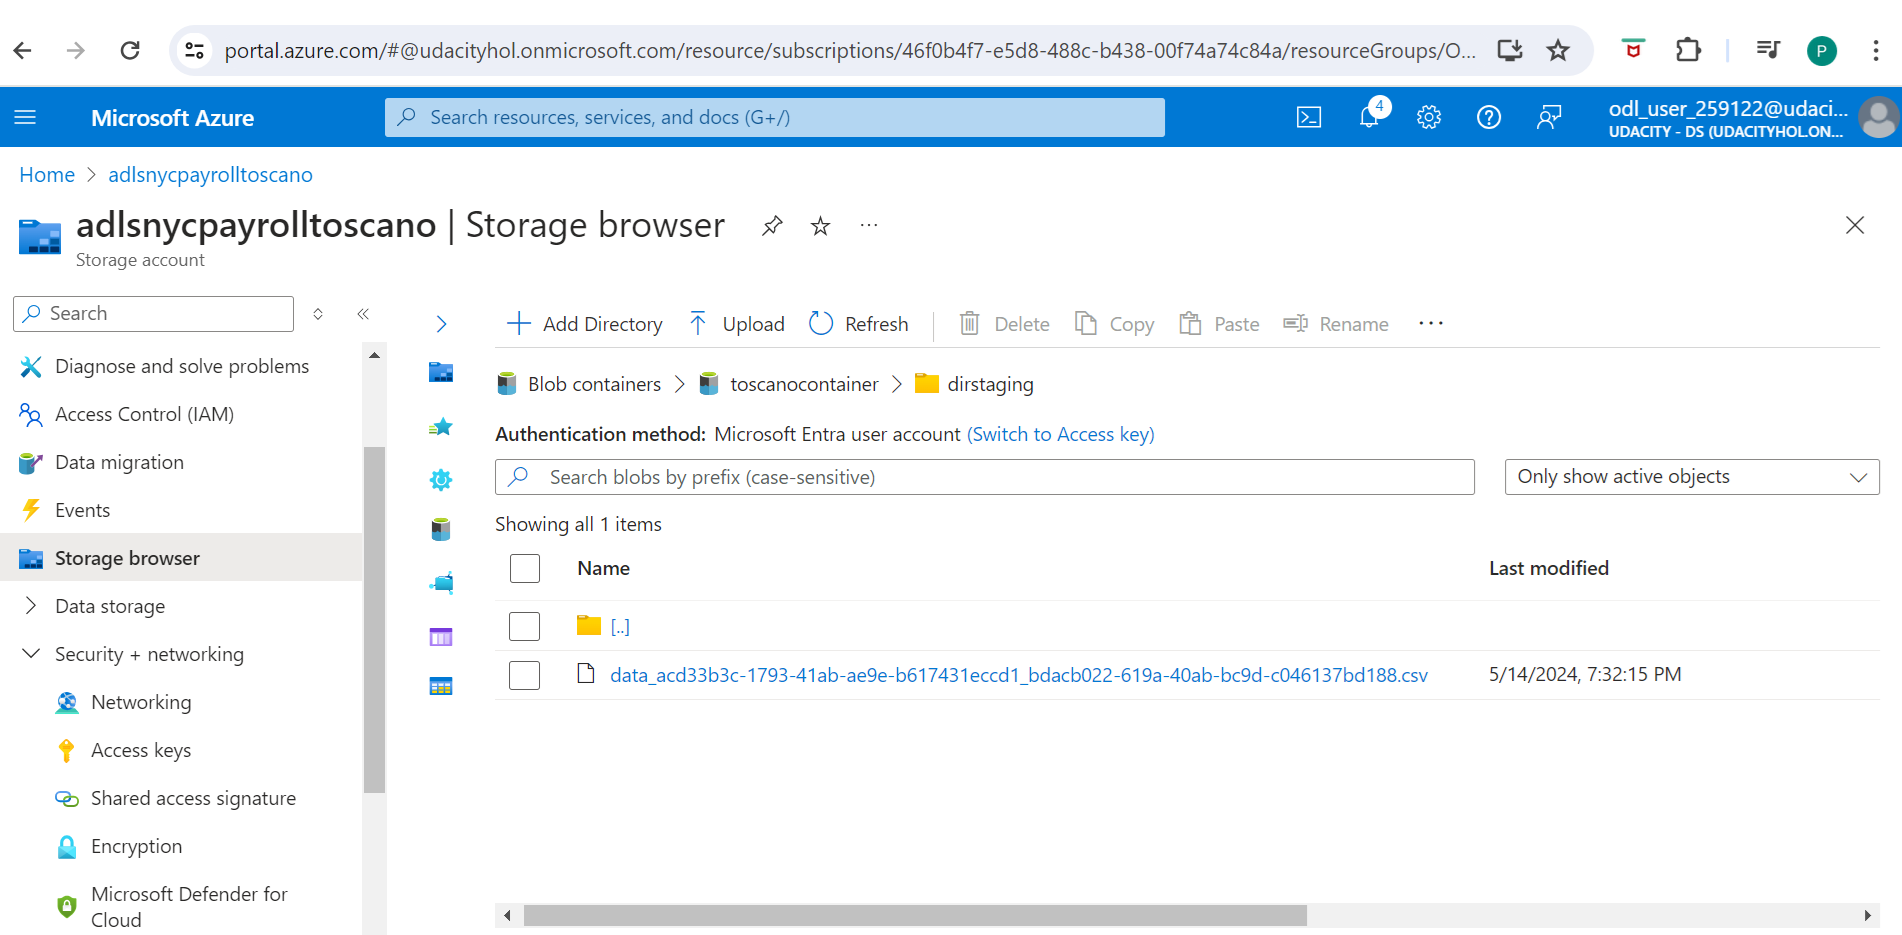 portal.azure.com/#@udacityhol.onmicrosoft.com/resource/subscriptions/46f0b4f7-e5d8-488c-b438-00f74a74c84a/resourceGroups/O...
P
Microsoft Azure
Search resources, services, and docs (G+/)
4
odl_user_259122@udaci...
UDACITY - DS (UDACITYHOL.ON...
Home > adlsnycpayrolltoscano
adlsnycpayrolltoscano | Storage browser
Storage account
Search
Diagnose and solve problems
Access Control (IAM)
Data migration
Events
Storage browser
Data storage
Security + networking
Networking
Access keys
Shared access signature
Encryption
Microsoft Defender for
Cloud
Add Directory Upload Refresh Delete Copy Paste Rename
Blob containers > toscanocontainer > dirstaging
Authentication method: Microsoft Entra user account (Switch to Access key)
Search blobs by prefix (case-sensitive)
Only show active objects
Showing all 1 items
Name Last modified
[..]
data_acd33b3c-1793-41ab-ae9e-b617431eccd1_bdacb022-619a-40ab-bc9d-c046137bd188.csv 5/14/2024, 7:32:15 PM